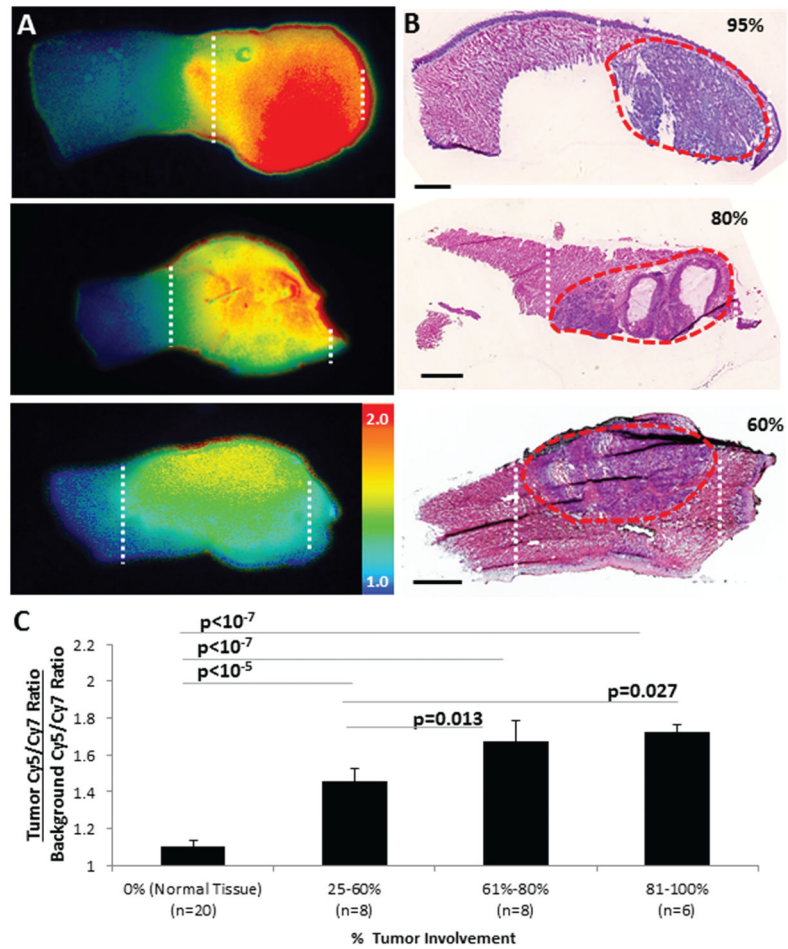 A
B
95%
80%
2.0
1.0
60%
C
p<10-7
p<10-7
p<10-5
p=0.027
p=0.013
Tumor Cy5/Cy7 Ratio
Background Cy5/Cy7 Ratio
2.2
2
1.8
1.6
1.4
1.2
1
0% (Normal Tissue)
(n=20)
25-60%
(n=8)
61%-80%
(n=8)
81-100%
(n=6)
% Tumor Involvement